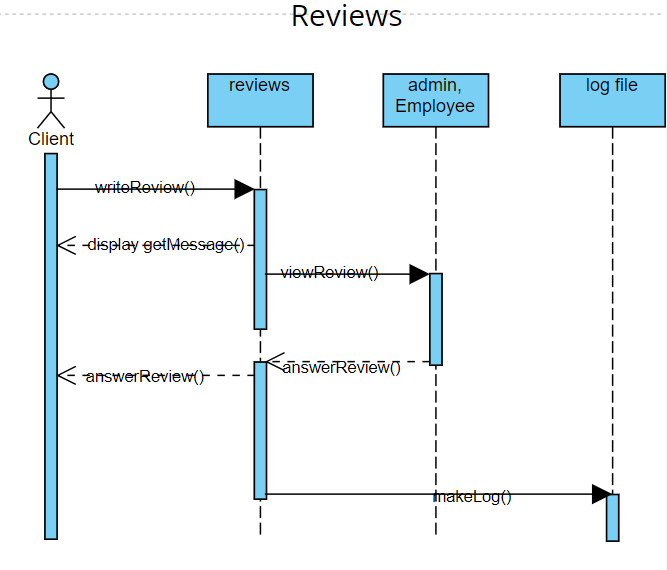 Reviews
reviews
admin,
Employee
log file
Client
writeReview()
display getMessage()
viewReview()
answerReview()
answerReview()
makeLog()